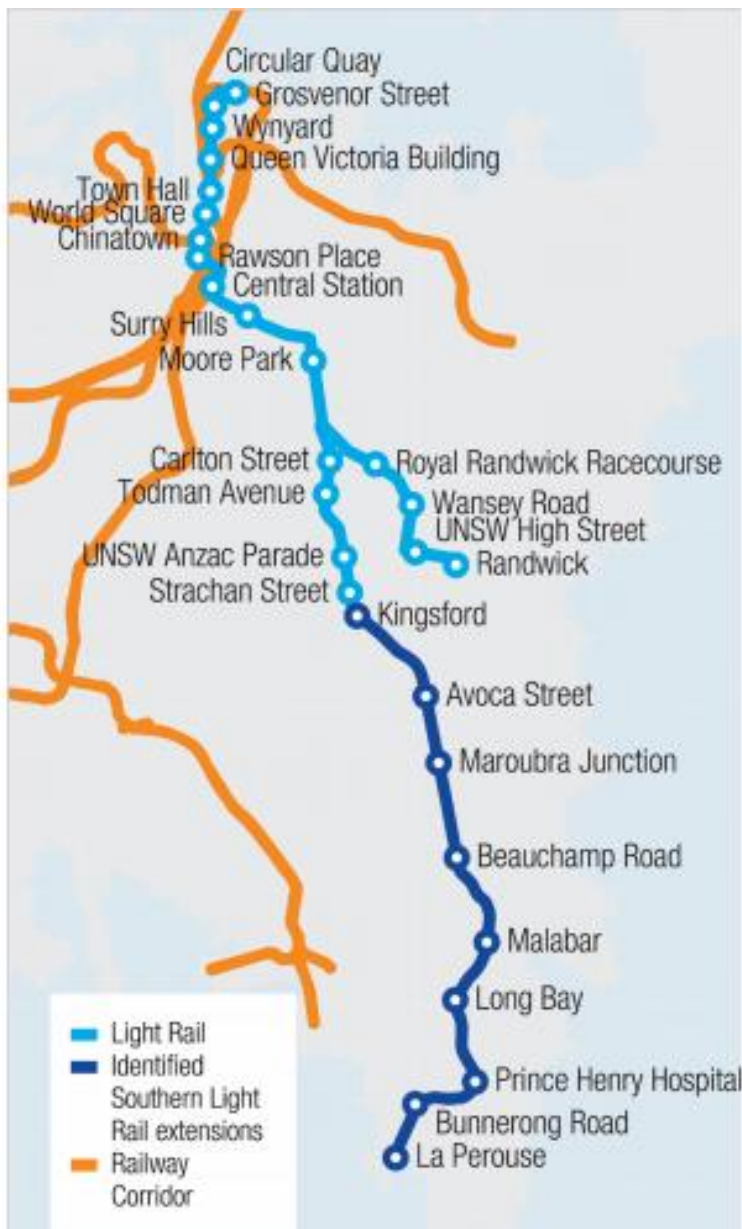 Circular Quay
Grosvenor Street
Wynyard
Queen Victoria Building
Town Hall
World Square
Chinatown
Rawson Place
Central Station
Surry Hills
Moore Park
Carlton Street
Royal Randwick Racecourse
Todman Avenue
Wansey Road
UNSW High Street
UNSW Anzac Parade
Randwick
Strachan Street
Kingsford
Avoca Street
Maroubra Junction
Beauchamp Road
Malabar
Long Bay
Prince Henry Hospital
Bunnerong Road
La Perouse
Light Rail
Identified
Southern Light
Rail extensions
Railway
Corridor